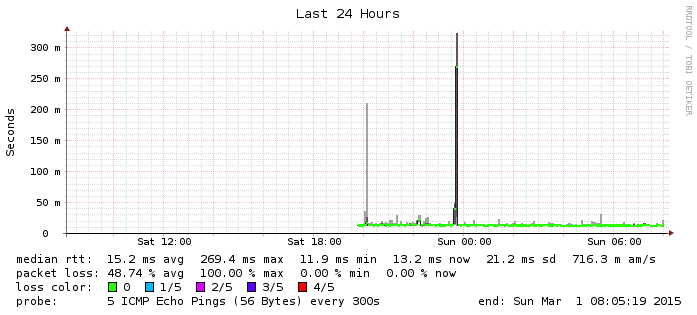 Last 24 Hours
RRDTOOL / TOBI OETIKER
Seconds
300 m
250 m
200 m
150 m
100 m
50 m
0
Sat 12:00 Sat 18:00 Sun 00:00 Sun 06:00
median rtt: 15.2 ms avg 269.4 ms max 11.9 ms min 13.2 ms now 21.2 ms sd 716.3 m am/s
packet loss: 48.74 % avg 100.00 % max 0.00 % min 0.00 % now
loss color: 0 1/5 2/5 3/5 4/5
probe: 5 ICMP Echo Pings (56 Bytes) every 300s end: Sun Mar 1 08:05:19 2015